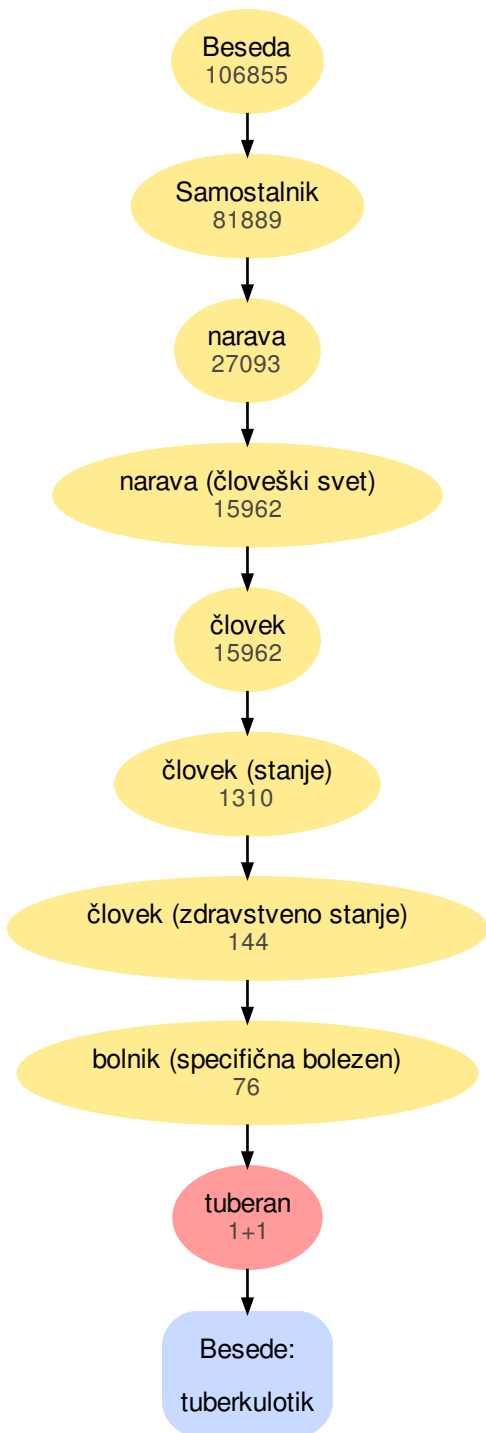 Beseda
106855
Samostalnik
81889
narava
27093
narava (človeški svet)
15962
človek
15962
človek (stanje)
1310
človek (zdravstveno stanje)
144
bolnik (specifična bolezen)
76
tuberan
1+1
Besede:
tuberkulotik